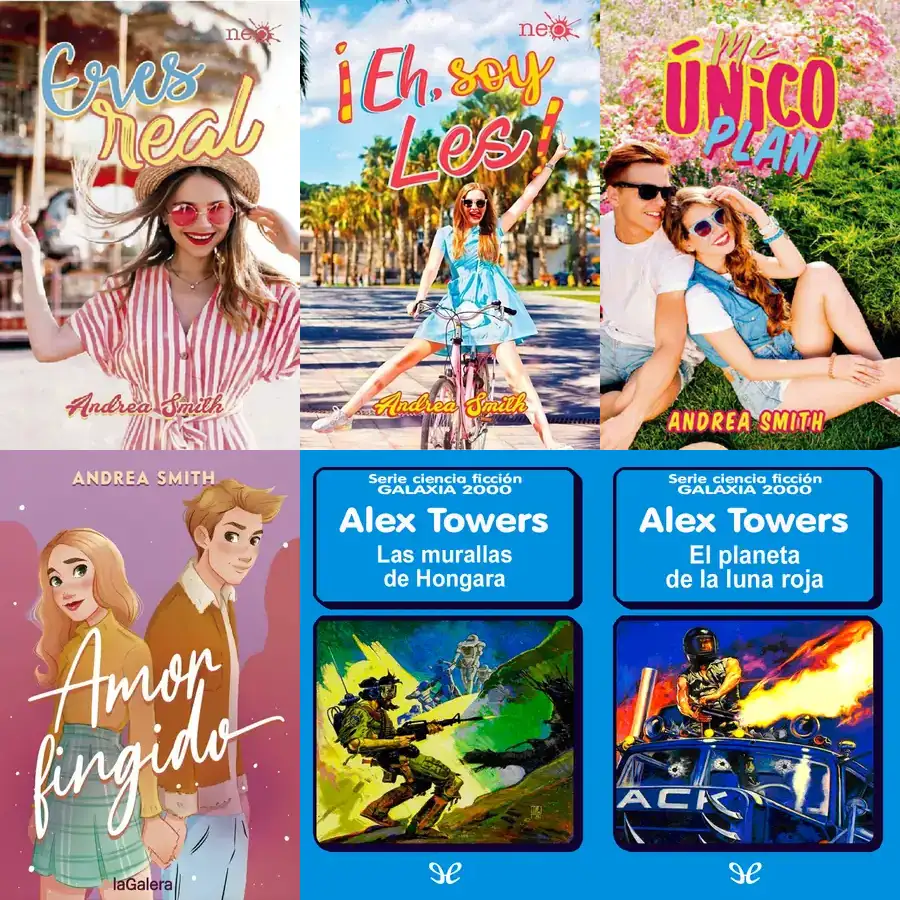 neo
Eres
real
Andrea Smith
neo
¡Eh, soy
Les!
Andrea Smith
Mi
ÚNiCO
PLAN
ANDREA SMITH
ANDREA SMITH
Amor
fingido
laGalera
Serie ciencia ficción
GALAXIA 2000
Alex Towers
Las murallas
de Hongara
Serie ciencia ficción
GALAXIA 2000
Alex Towers
El planeta
de la luna roja
ACK